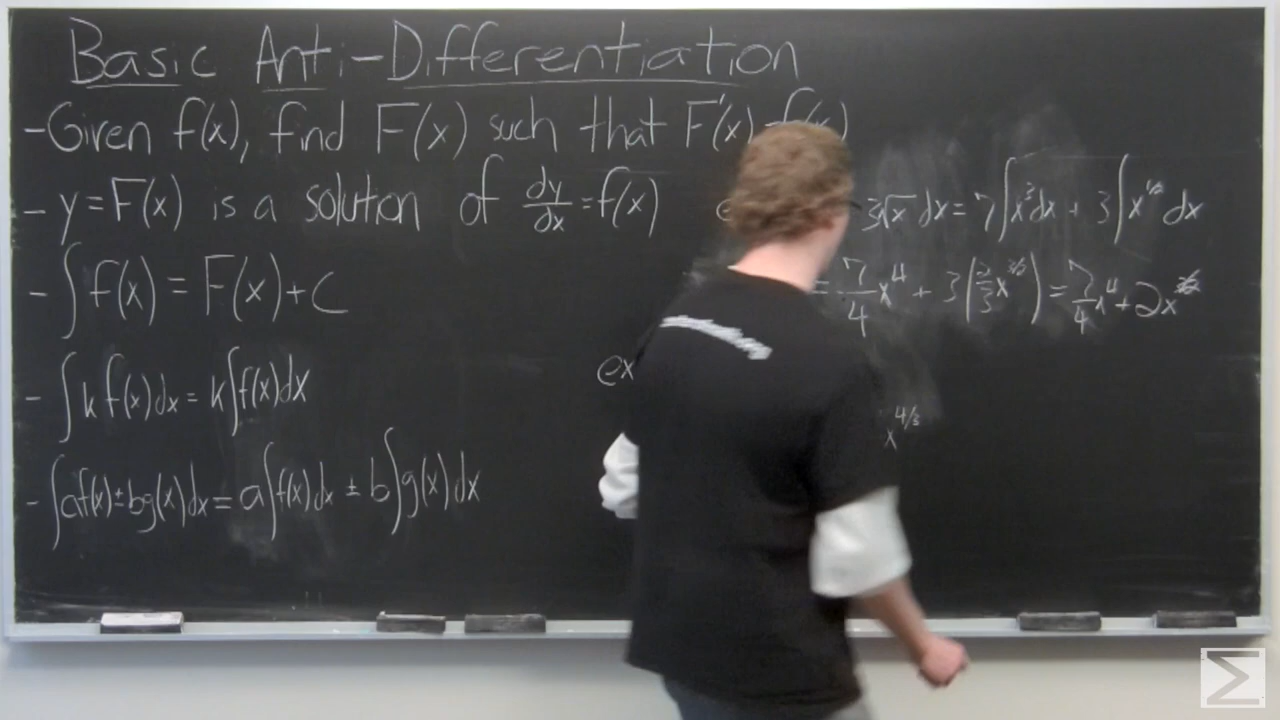 Basic Anti-Differentiation
-Given f(x), find F(x) such that F'(x)=f(x)
- y=F(x) is a solution of dy/dx = f(x)
- ∫ f(x) = F(x)+C
- ∫ k f(x) dx = k ∫ f(x) dx
- ∫ af(x) ± bg(x) dx = a ∫ f(x) dx ± b ∫ g(x) dx
3√x dx = 7 ∫ x³ dx + 3 ∫ x^1/2 dx
= 7/4 x⁴ + 3(2/3 x^3/2) = 7/4 x⁴ + 2x^3/2
ex
x^4/3
Σ